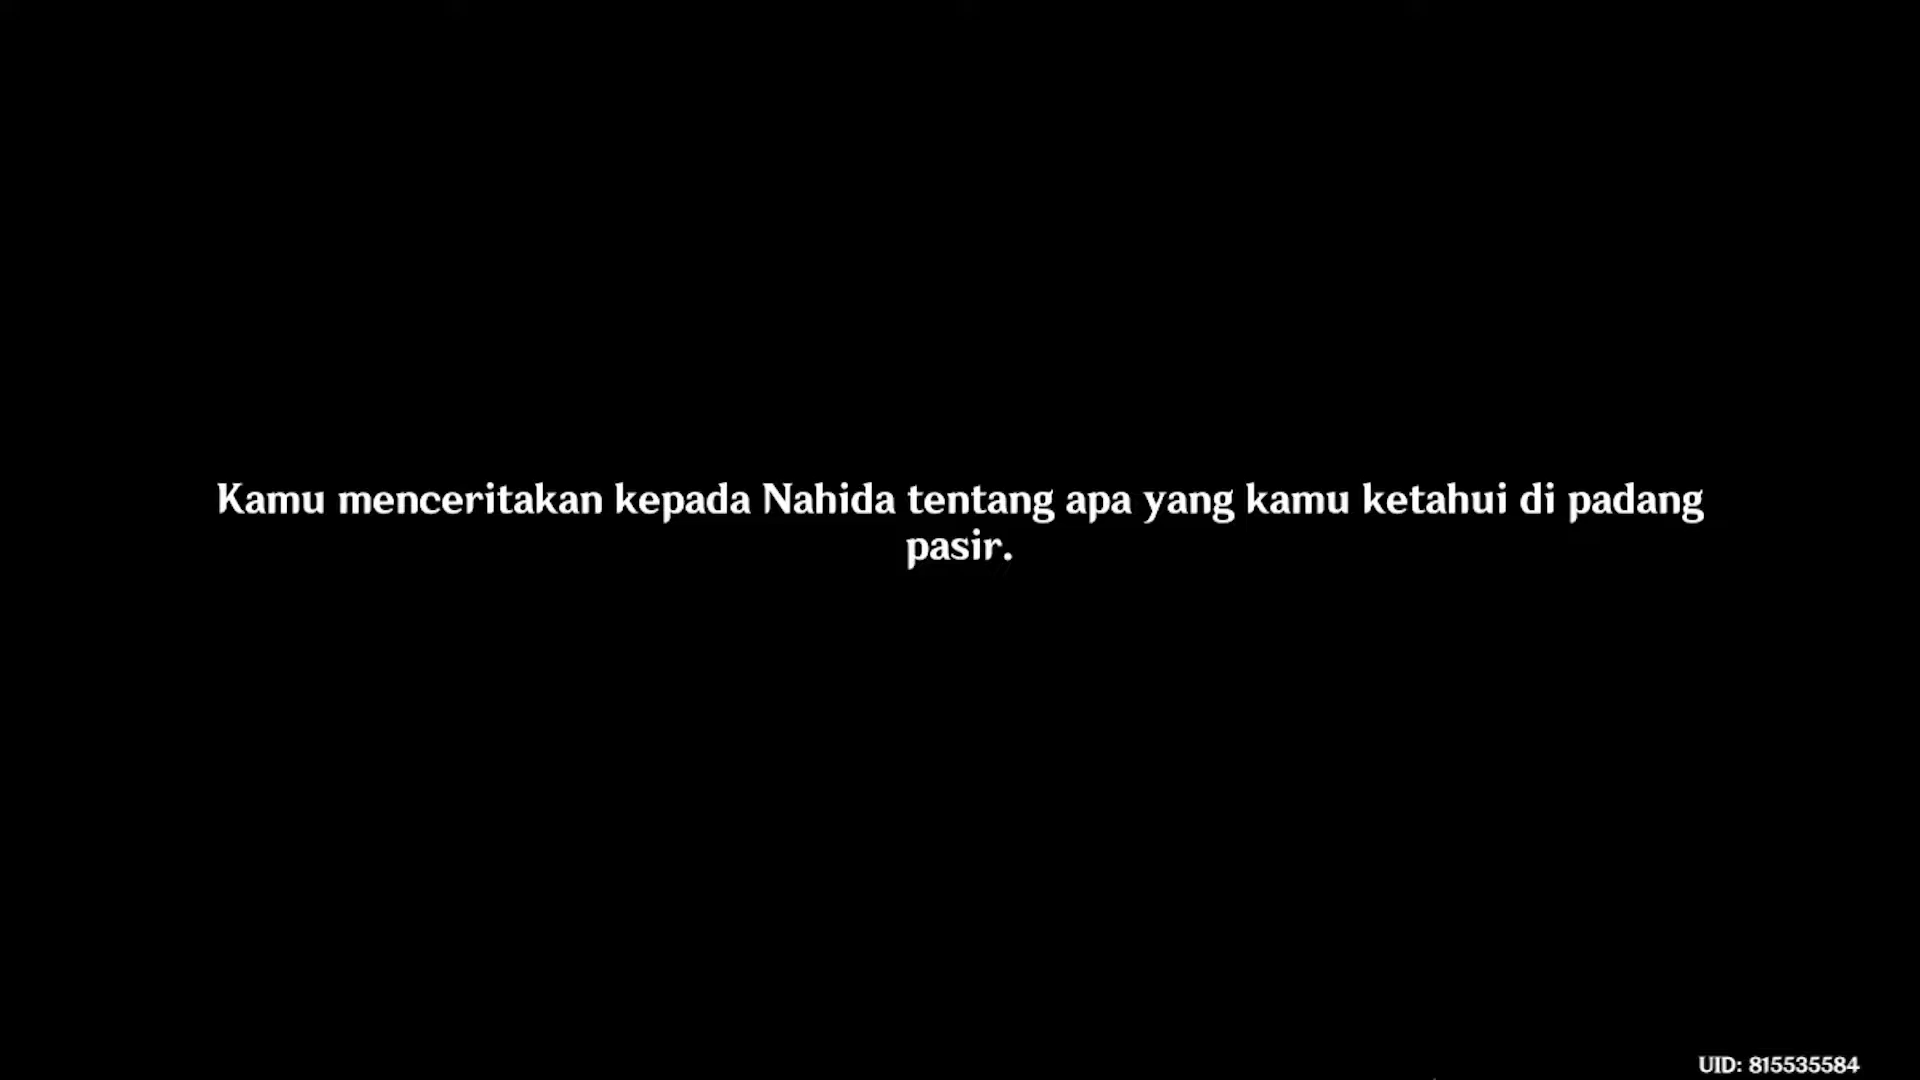 Kamu menceritakan kepada Nahida tentang apa yang kamu ketahui di padang
pasir.
UID: 815535584